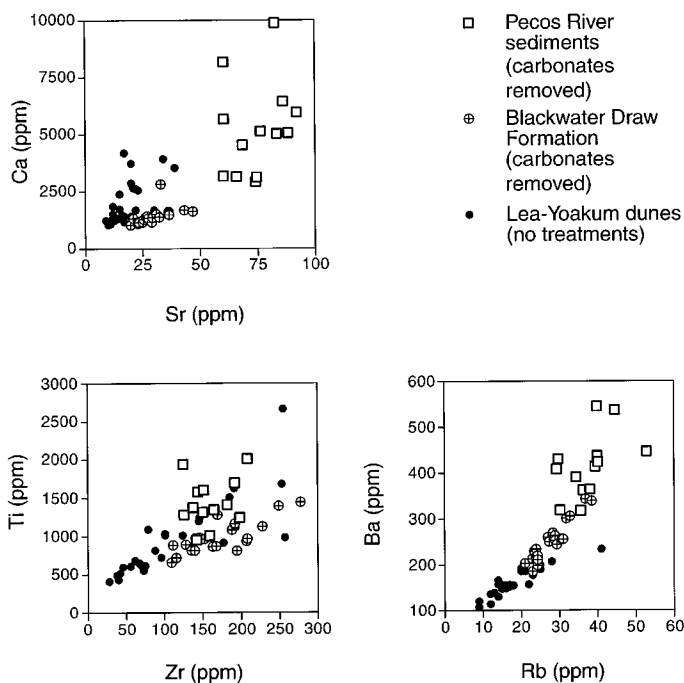 10000
7500
5000
2500
0
Ca (ppm)
0 25 50 75 100
Sr (ppm)
Pecos River
sediments
(carbonates
removed)
Blackwater Draw
Formation
(carbonates
removed)
Lea-Yoakum dunes
(no treatments)
3000
2500
2000
1500
1000
500
0
Ti (ppm)
0 50 100 150 200 250 300
Zr (ppm)
600
500
400
300
200
100
Ba (ppm)
0 10 20 30 40 50 60
Rb (ppm)